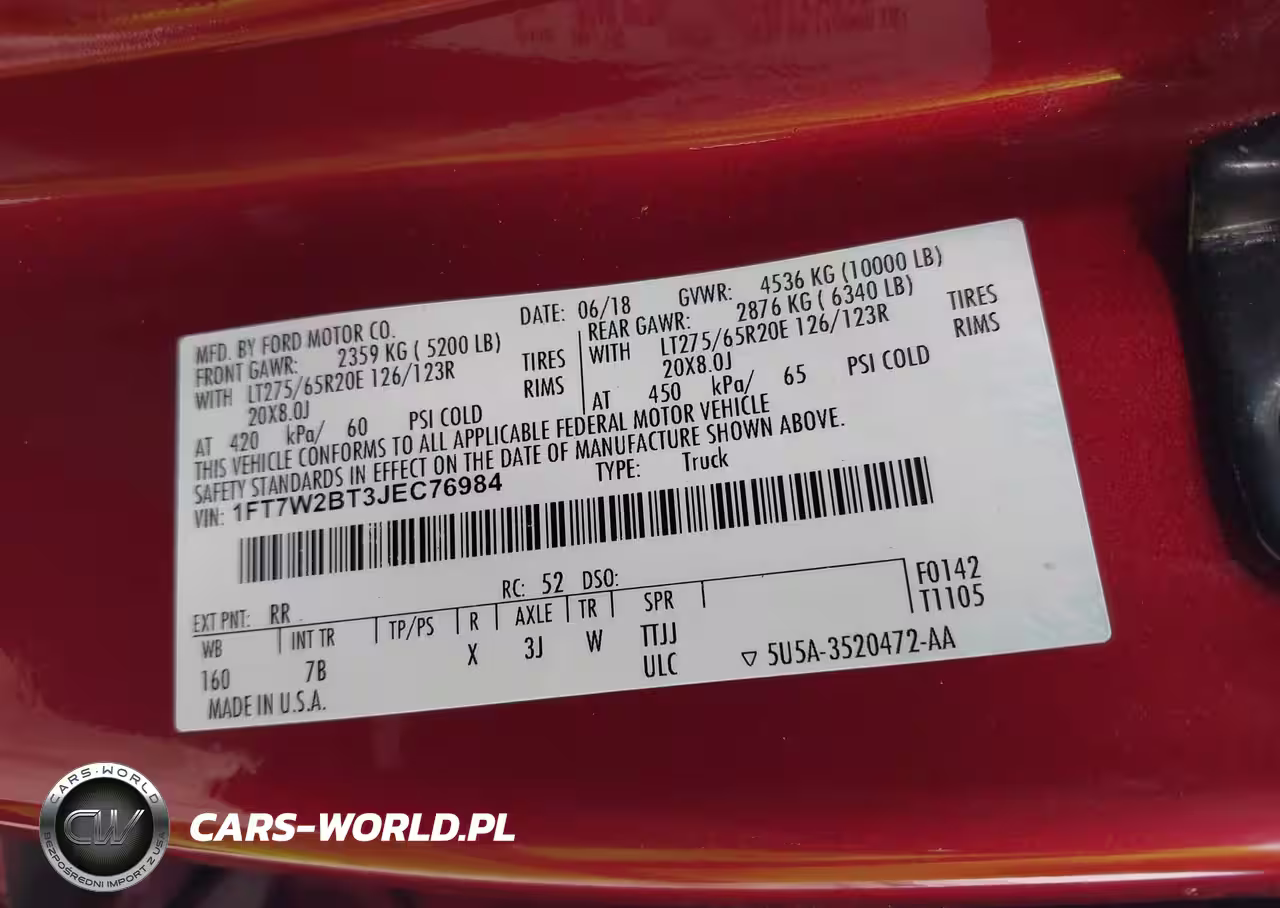 MFD. BY FORD MOTOR CO. DATE: 06/18 GVWR: 4536 KG (10000 LB)
FRONT GAWR: 2359 KG ( 5200 LB) REAR GAWR: 2876 KG ( 6340 LB)
WITH LT275/65R20E 126/123R TIRES WITH LT275/65R20E 126/123R TIRES
20X8.0J RIMS 20X8.0J RIMS
AT 420 kPa/ 60 PSI COLD AT 450 kPa/ 65 PSI COLD
THIS VEHICLE CONFORMS TO ALL APPLICABLE FEDERAL MOTOR VEHICLE
SAFETY STANDARDS IN EFFECT ON THE DATE OF MANUFACTURE SHOWN ABOVE.
VIN: 1FT7W2BT3JEC76984 TYPE: Truck
EXT PNT: RR RC: 52 DSO: F0142
WB INT TR TP/PS R AXLE TR SPR T1105
160 7B X 3J W TTJJ
ULC ▽ 5U5A-3520472-AA
MADE IN U.S.A.
CARS-WORLD
CW
BEZPOŚREDNI IMPORT Z USA
CARS-WORLD.PL